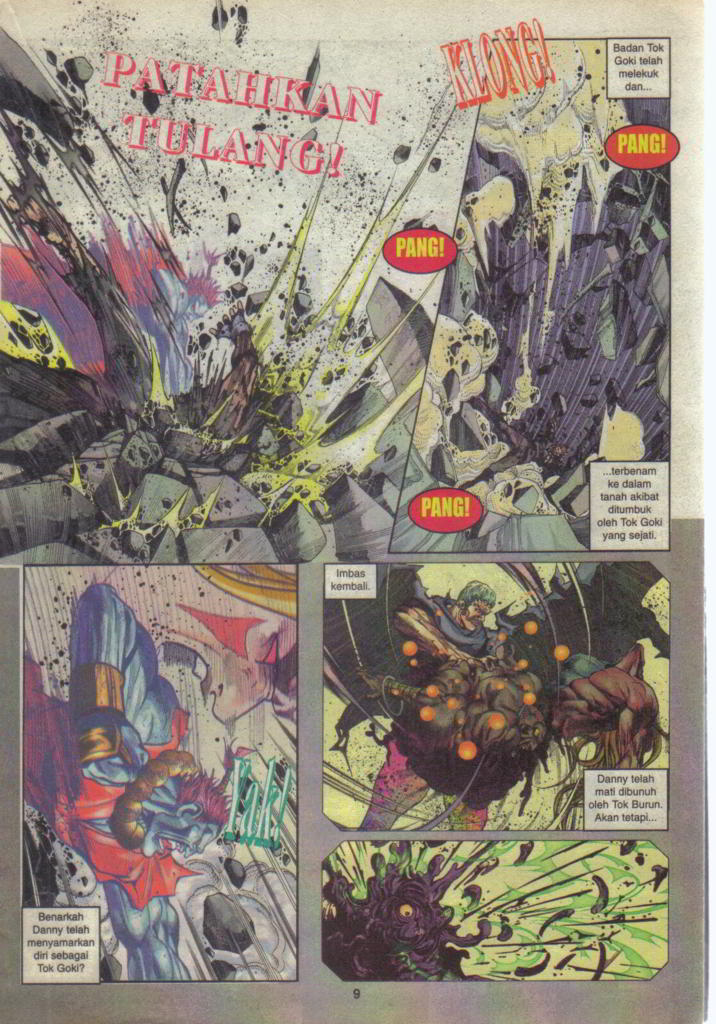 PATAHKAN
TULANG!
KLONG!
Badan Tok
Goki telah
melekuk
dan...
PANG!
PANG!
PANG!
...terbenam
ke dalam
tanah akibat
ditumbuk
oleh Tok Goki
yang sejati.
Pak!
Benarkah
Danny telah
menyamarkan
diri sebagai
Tok Goki?
Imbas
kembali.
Danny telah
mati dibunuh
oleh Tok Burun.
Akan tetapi...
9